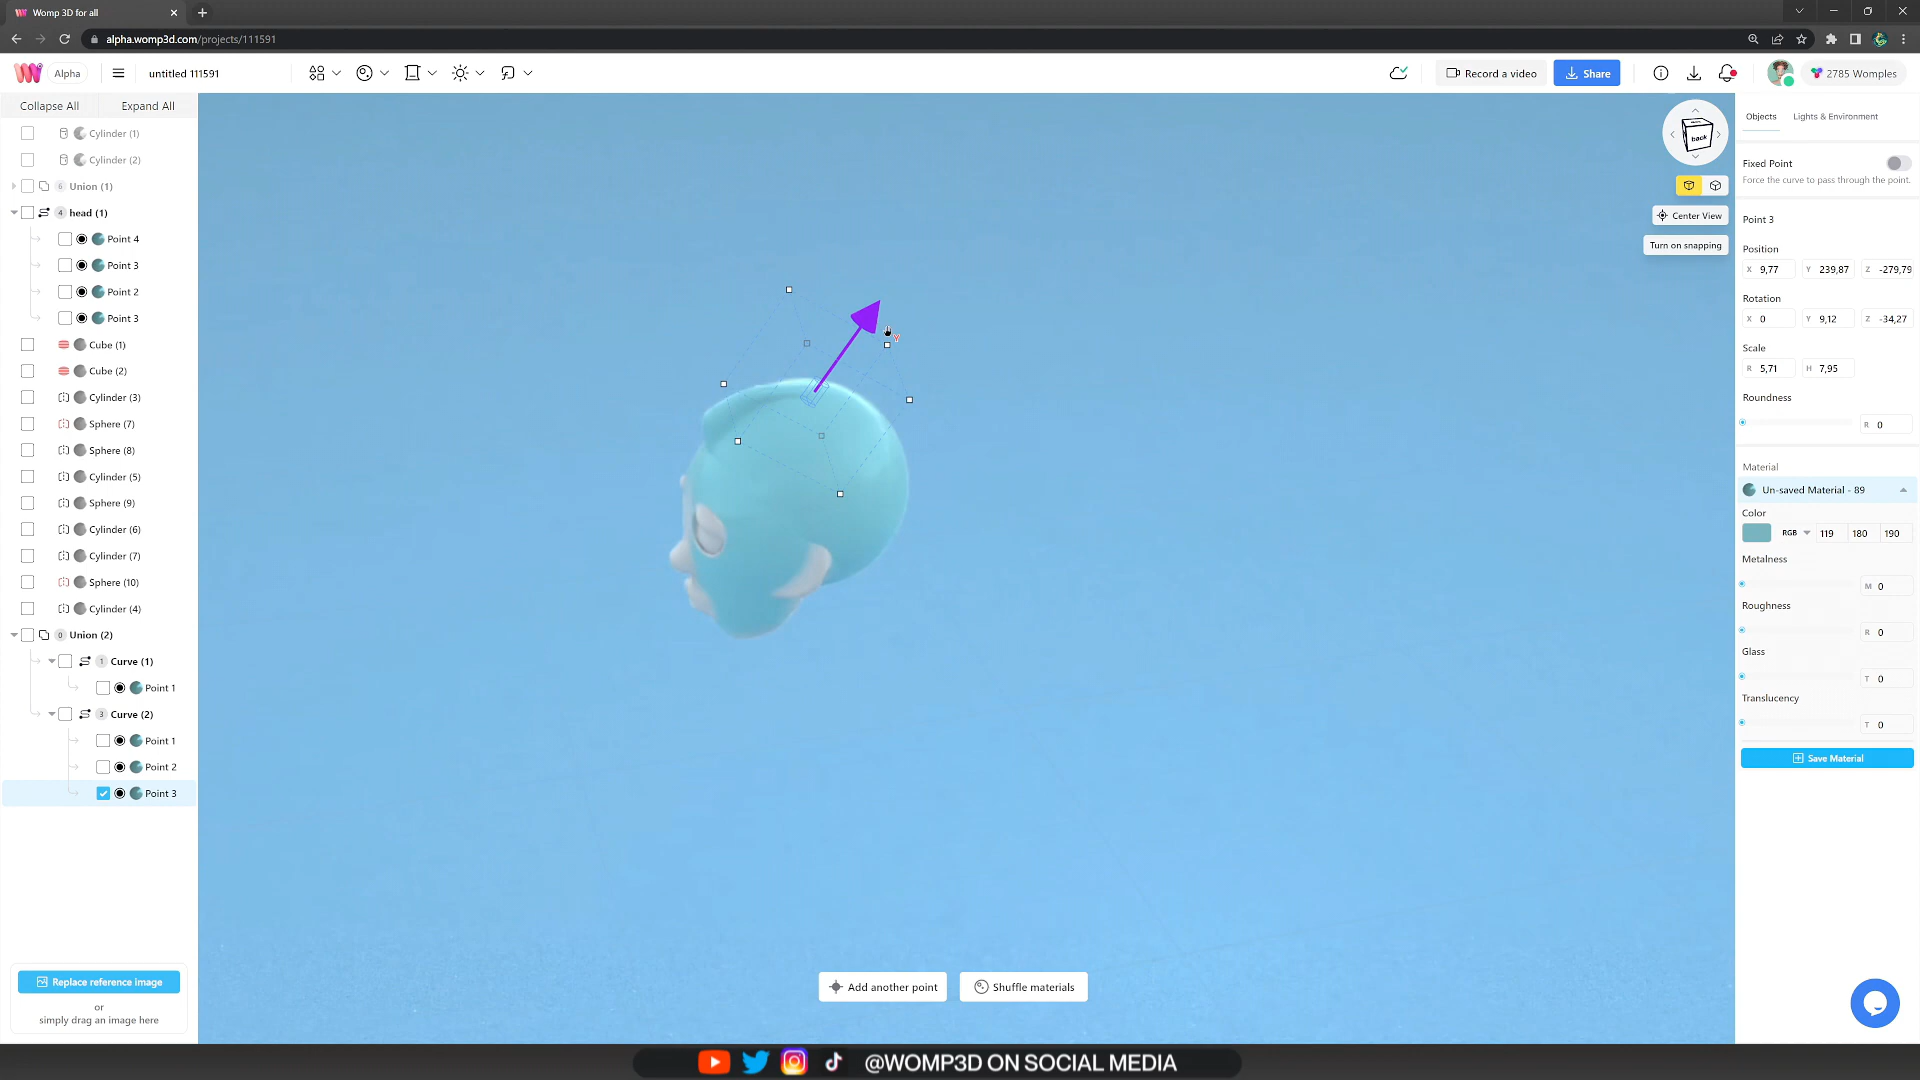 Womp 3D for all
alpha.womp3d.com/projects/111591
Alpha
untitled 111591
Record a video
Share
2785 Womples
Collapse All
Expand All
Cylinder (1)
Cylinder (2)
6 Union (1)
4 head (1)
Point 4
Point 3
Point 2
Point 3
Cube (1)
Cube (2)
Cylinder (3)
Sphere (7)
Sphere (8)
Cylinder (5)
Sphere (9)
Cylinder (6)
Cylinder (7)
Sphere (10)
Cylinder (4)
0 Union (2)
1 Curve (1)
Point 1
3 Curve (2)
Point 1
Point 2
Point 3
Replace reference image
or
simply drag an image here
Y
back
Center View
Turn on snapping
Add another point
Shuffle materials
Objects
Lights & Environment
Fixed Point
Force the curve to pass through the point.
Point 3
Position
X 9,77 Y 239,87 Z -279,79
Rotation
X 0 Y 9,12 Z -34,27
Scale
R 5,71 H 7,95
Roundness
R 0
Material
Un-saved Material - 89
Color
RGB 119 180 190
Metalness
M 0
Roughness
R 0
Glass
T 0
Translucency
T 0
Save Material
@WOMP3D ON SOCIAL MEDIA